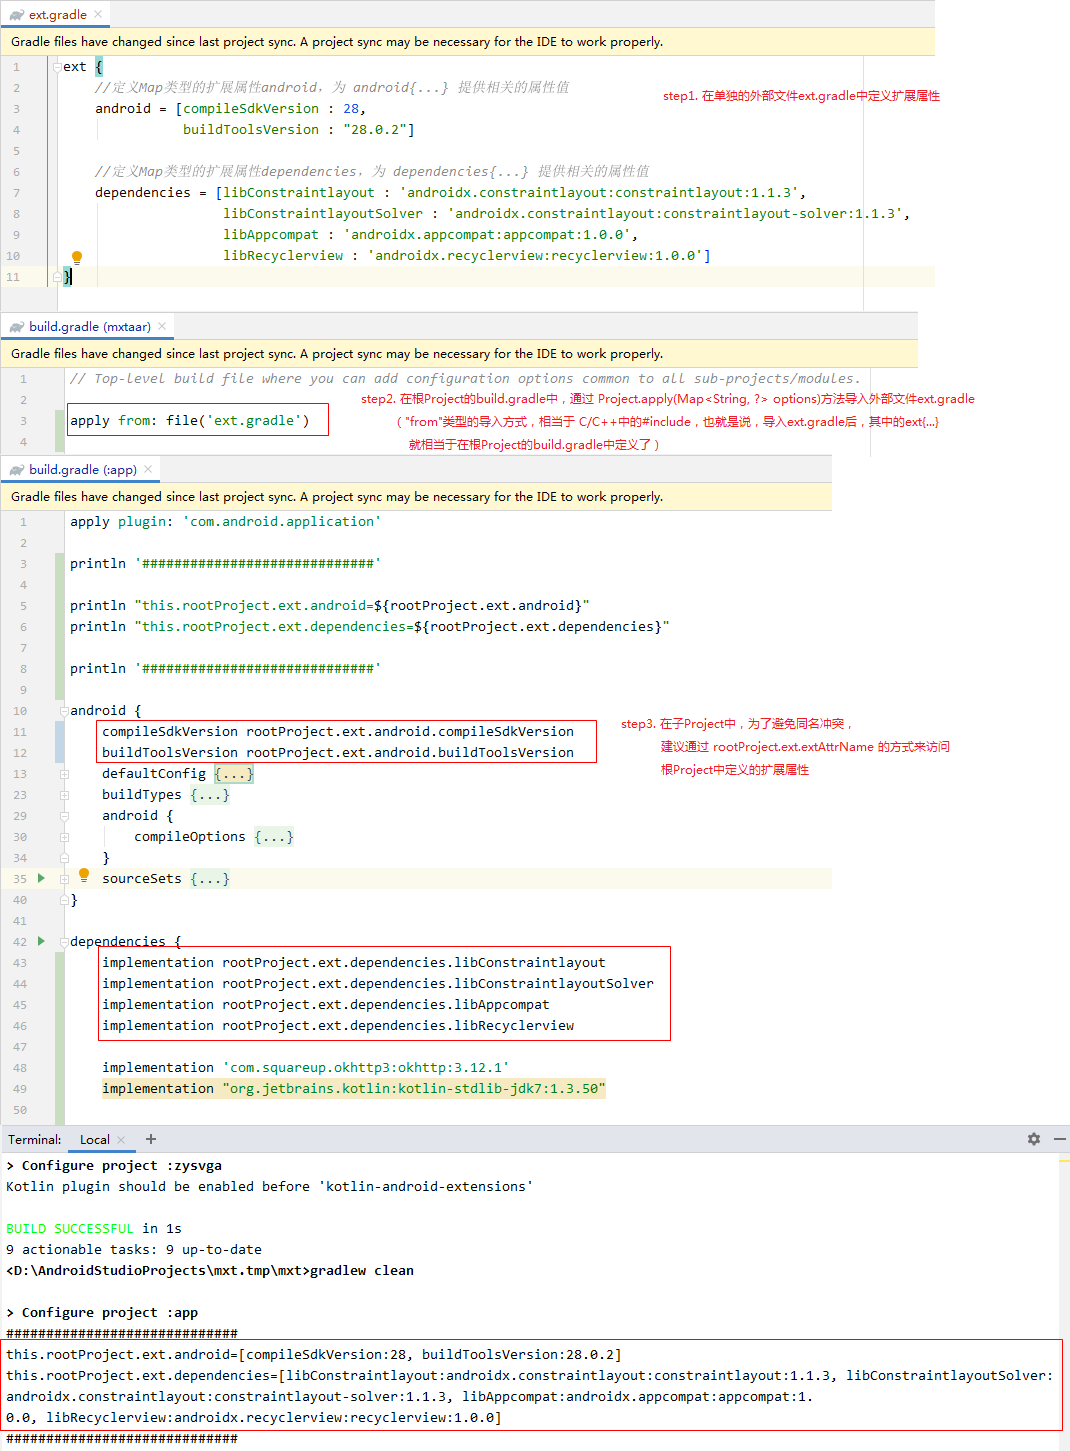 ext.gradle
Gradle files have changed since last project sync. A project sync may be necessary for the IDE to work properly.
1 ext {
2 //定义Map类型的扩展属性android，为 android{...} 提供相关的属性值
step1. 在单独的外部文件ext.gradle中定义扩展属性
3 android = [compileSdkVersion : 28,
4 buildToolsVersion : "28.0.2"]
5
6 //定义Map类型的扩展属性dependencies，为 dependencies{...} 提供相关的属性值
7 dependencies = [libConstraintlayout : 'androidx.constraintlayout:constraintlayout:1.1.3',
8 libConstraintlayoutSolver : 'androidx.constraintlayout:constraintlayout-solver:1.1.3',
9 libAppcompat : 'androidx.appcompat:appcompat:1.0.0',
10 libRecyclerview : 'androidx.recyclerview:recyclerview:1.0.0']
11 }
build.gradle (mxtaar)
Gradle files have changed since last project sync. A project sync may be necessary for the IDE to work properly.
1 // Top-level build file where you can add configuration options common to all sub-projects/modules.
2
step2. 在根Project的build.gradle中，通过 Project.apply(Map<String, ?> options)方法导入外部文件ext.gradle
3 apply from: file('ext.gradle')
（"from"类型的导入方式，相当于 C/C++中的#include，也就是说，导入ext.gradle后，其中的ext{...}
4
就相当于在根Project的build.gradle中定义了）
build.gradle (:app)
Gradle files have changed since last project sync. A project sync may be necessary for the IDE to work properly.
1 apply plugin: 'com.android.application'
2
3 println '#############################'
4
5 println "this.rootProject.ext.android=${rootProject.ext.android}"
6 println "this.rootProject.ext.dependencies=${rootProject.ext.dependencies}"
7
8 println '#############################'
9
10 android {
11 compileSdkVersion rootProject.ext.android.compileSdkVersion
step3. 在子Project中，为了避免同名冲突，
12 buildToolsVersion rootProject.ext.android.buildToolsVersion
建议通过 rootProject.ext.extAttrName 的方式来访问
13 defaultConfig {...}
根Project中定义的扩展属性
23 buildTypes {...}
29 android {
30 compileOptions {...}
34 }
35 sourceSets {...}
40 }
41
42 dependencies {
43 implementation rootProject.ext.dependencies.libConstraintlayout
44 implementation rootProject.ext.dependencies.libConstraintlayoutSolver
45 implementation rootProject.ext.dependencies.libAppcompat
46 implementation rootProject.ext.dependencies.libRecyclerview
47
48 implementation 'com.squareup.okhttp3:okhttp:3.12.1'
49 implementation "org.jetbrains.kotlin:kotlin-stdlib-jdk7:1.3.50"
50
Terminal: Local +
> Configure project :zysvga
Kotlin plugin should be enabled before 'kotlin-android-extensions'
BUILD SUCCESSFUL in 1s
9 actionable tasks: 9 up-to-date
<D:\AndroidStudioProjects\mxt.tmp\mxt>gradlew clean
> Configure project :app
#############################
this.rootProject.ext.android=[compileSdkVersion:28, buildToolsVersion:28.0.2]
this.rootProject.ext.dependencies=[libConstraintlayout:androidx.constraintlayout:constraintlayout:1.1.3, libConstraintlayoutSolver:
androidx.constraintlayout:constraintlayout-solver:1.1.3, libAppcompat:androidx.appcompat:appcompat:1.
0.0, libRecyclerview:androidx.recyclerview:recyclerview:1.0.0]
#############################